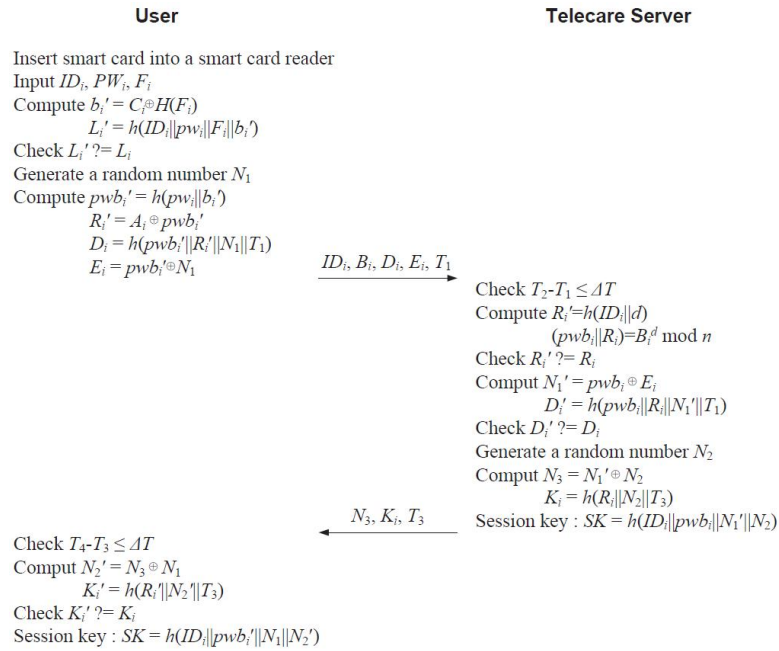 User
Telecare Server
Insert smart card into a smart card reader
Input IDᵢ, PWᵢ, Fᵢ
Compute bᵢ' = Cᵢ⊕H(Fᵢ)
Lᵢ' = h(IDᵢ||pwᵢ||Fᵢ||bᵢ')
Check Lᵢ' ?= Lᵢ
Generate a random number N₁
Compute pwbᵢ' = h(pwᵢ||bᵢ')
Rᵢ' = Aᵢ ⊕ pwbᵢ'
Dᵢ = h(pwbᵢ'||Rᵢ'||N₁||T₁)
Eᵢ = pwbᵢ'⊕N₁
IDᵢ, Bᵢ, Dᵢ, Eᵢ, T₁
Check T₂-T₁ ≤ ΔT
Compute Rᵢ'=h(IDᵢ||d)
(pwbᵢ||Rᵢ)=Bᵢᵈ mod n
Check Rᵢ' ?= Rᵢ
Comput N₁' = pwbᵢ ⊕ Eᵢ
Dᵢ' = h(pwbᵢ||Rᵢ||N₁'||T₁)
Check Dᵢ' ?= Dᵢ
Generate a random number N₂
Comput N₃ = N₁' ⊕ N₂
Kᵢ = h(Rᵢ||N₂||T₃)
Session key : SK = h(IDᵢ||pwbᵢ||N₁'||N₂)
N₃, Kᵢ, T₃
Check T₄-T₃ ≤ ΔT
Comput N₂' = N₃ ⊕ N₁
Kᵢ' = h(Rᵢ'||N₂'||T₃)
Check Kᵢ' ?= Kᵢ
Session key : SK = h(IDᵢ||pwbᵢ'||N₁||N₂')